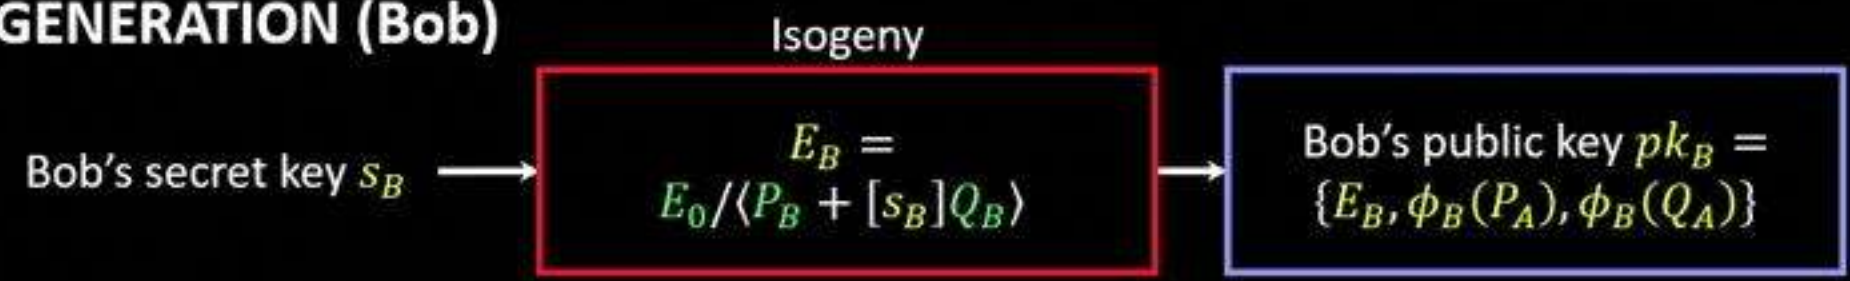 GENERATION (Bob)
Isogeny
Bob's secret key s_B
E_B =
E_0/⟨P_B + [s_B]Q_B⟩
Bob's public key pk_B =
{E_B, ϕ_B(P_A), ϕ_B(Q_A)}